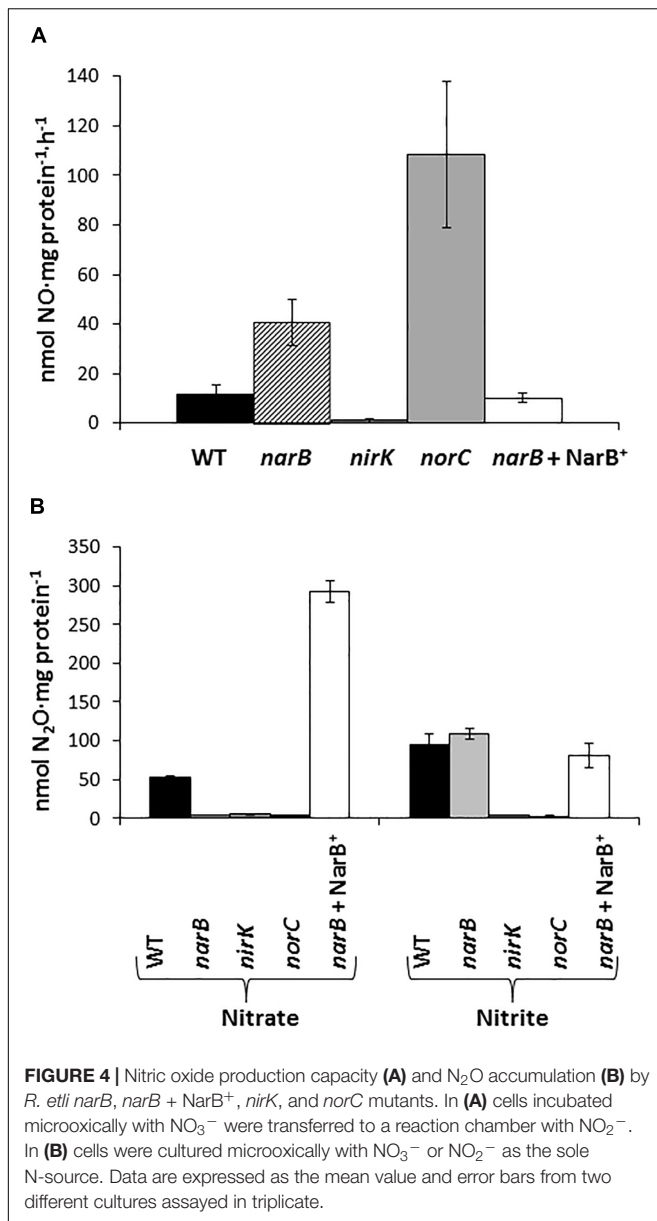 A
nmol NO·mg protein⁻¹·h⁻¹
140
120
100
80
60
40
20
0
WT narB nirK norC narB + NarB⁺
B
nmol N₂O·mg protein⁻¹
350
300
250
200
150
100
50
0
WT narB nirK norC narB + NarB⁺ WT narB nirK norC narB + NarB⁺
Nitrate Nitrite
FIGURE 4 | Nitric oxide production capacity (A) and N₂O accumulation (B) by
R. etli narB, narB + NarB⁺, nirK, and norC mutants. In (A) cells incubated
microoxically with NO₃⁻ were transferred to a reaction chamber with NO₂⁻.
In (B) cells were cultured microoxically with NO₃⁻ or NO₂⁻ as the sole
N-source. Data are expressed as the mean value and error bars from two
different cultures assayed in triplicate.